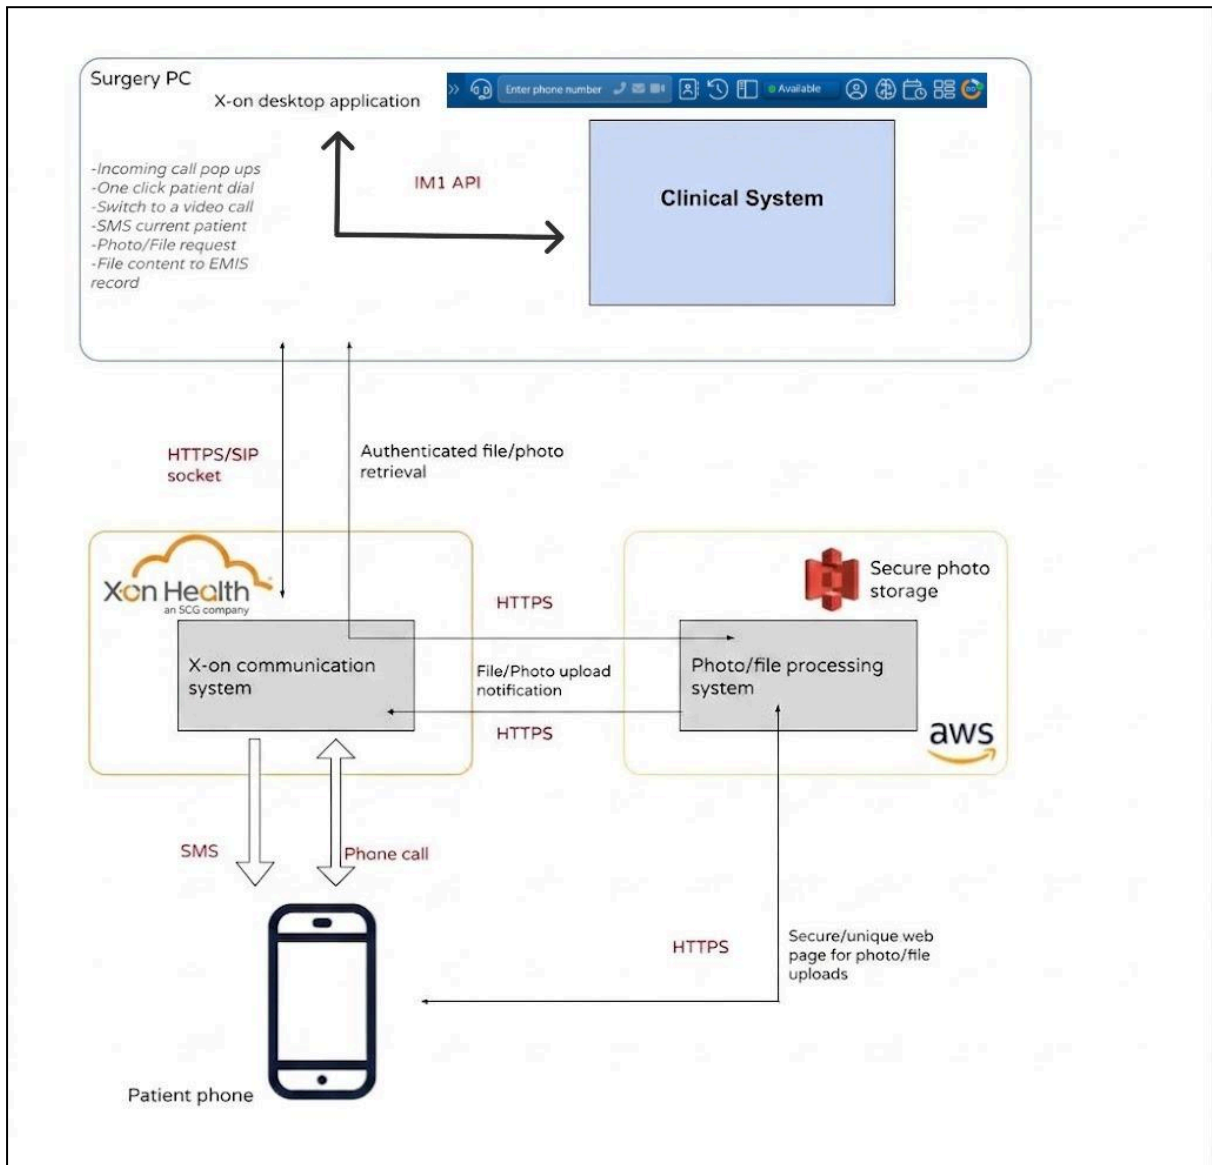 Surgery PC
X-on desktop application
Enter phone number
Available
-Incoming call pop ups
-One click patient dial
-Switch to a video call
-SMS current patient
-Photo/File request
-File content to EMIS
record
IM1 API
Clinical System
HTTPS/SIP
socket
Authenticated file/photo
retrieval
X-on Health
an SCG company
HTTPS
Secure photo
storage
X-on communication
system
File/Photo upload
notification
HTTPS
Photo/file processing
system
aws
SMS
Phone call
HTTPS
Secure/unique web
page for photo/file
uploads
Patient phone